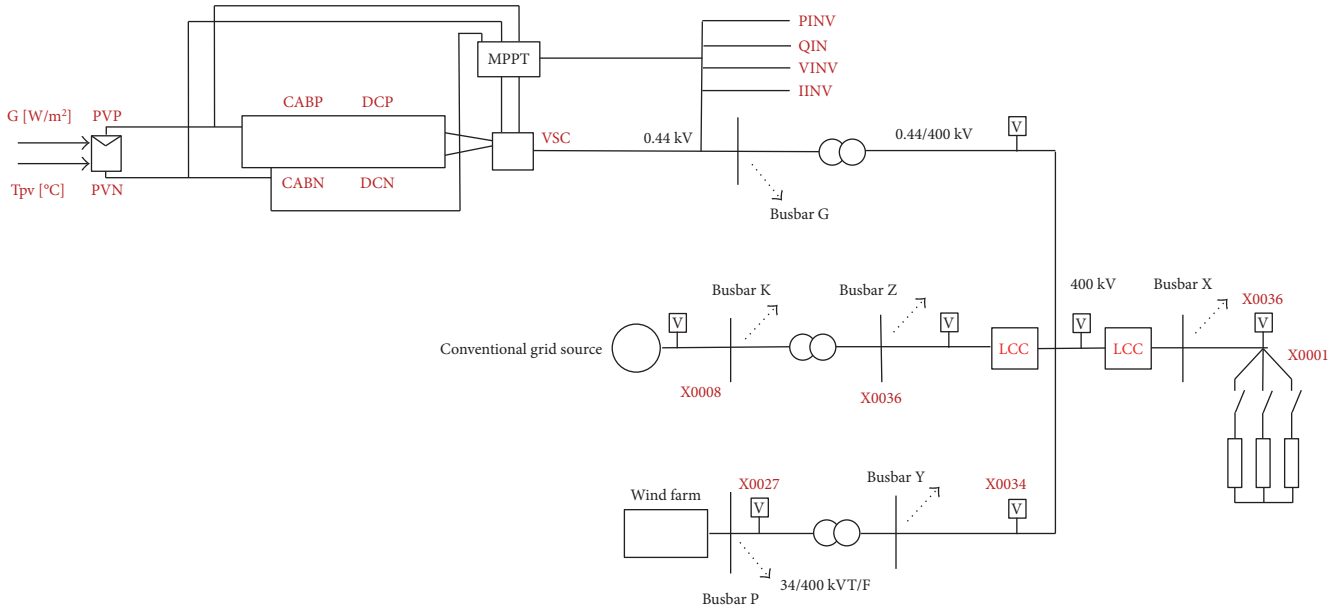 PINV
QIN
VINV
IINV
MPPT
CABP DCP
G [W/m²] PVP
VSC
0.44 kV
0.44/400 kV
V
Tpv [°C] PVN
CABN DCN
Busbar G
Busbar K
Busbar Z
400 kV
Busbar X
X0036
V
V
V
V
Conventional grid source
LCC
LCC
X0001
X0008
X0036
Wind farm
X0027
Busbar Y
X0034
V
V
34/400 kVT/F
Busbar P